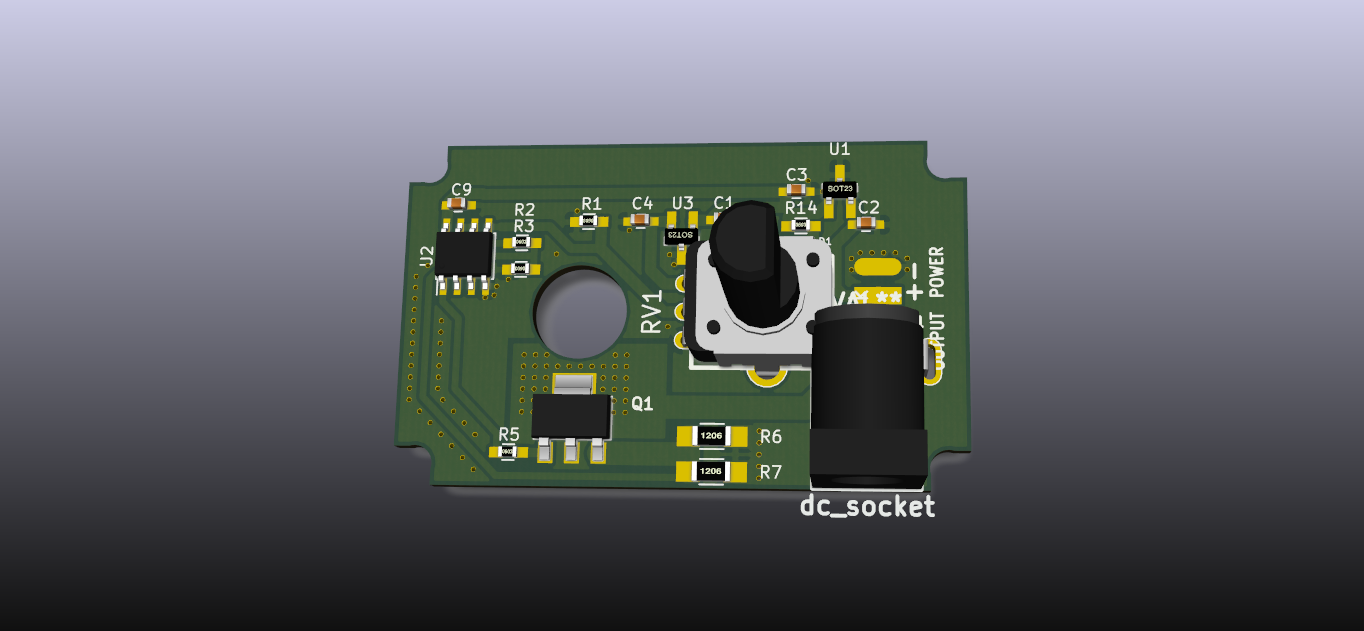 U1
C3
SOT23
C9
R1
C4
U3
C1
R14
C2
R2
R3
SOT23
U2
RV1
+ -
OUTPUT POWER
**
Q1
R5
1206
R6
1206
R7
dc_socket